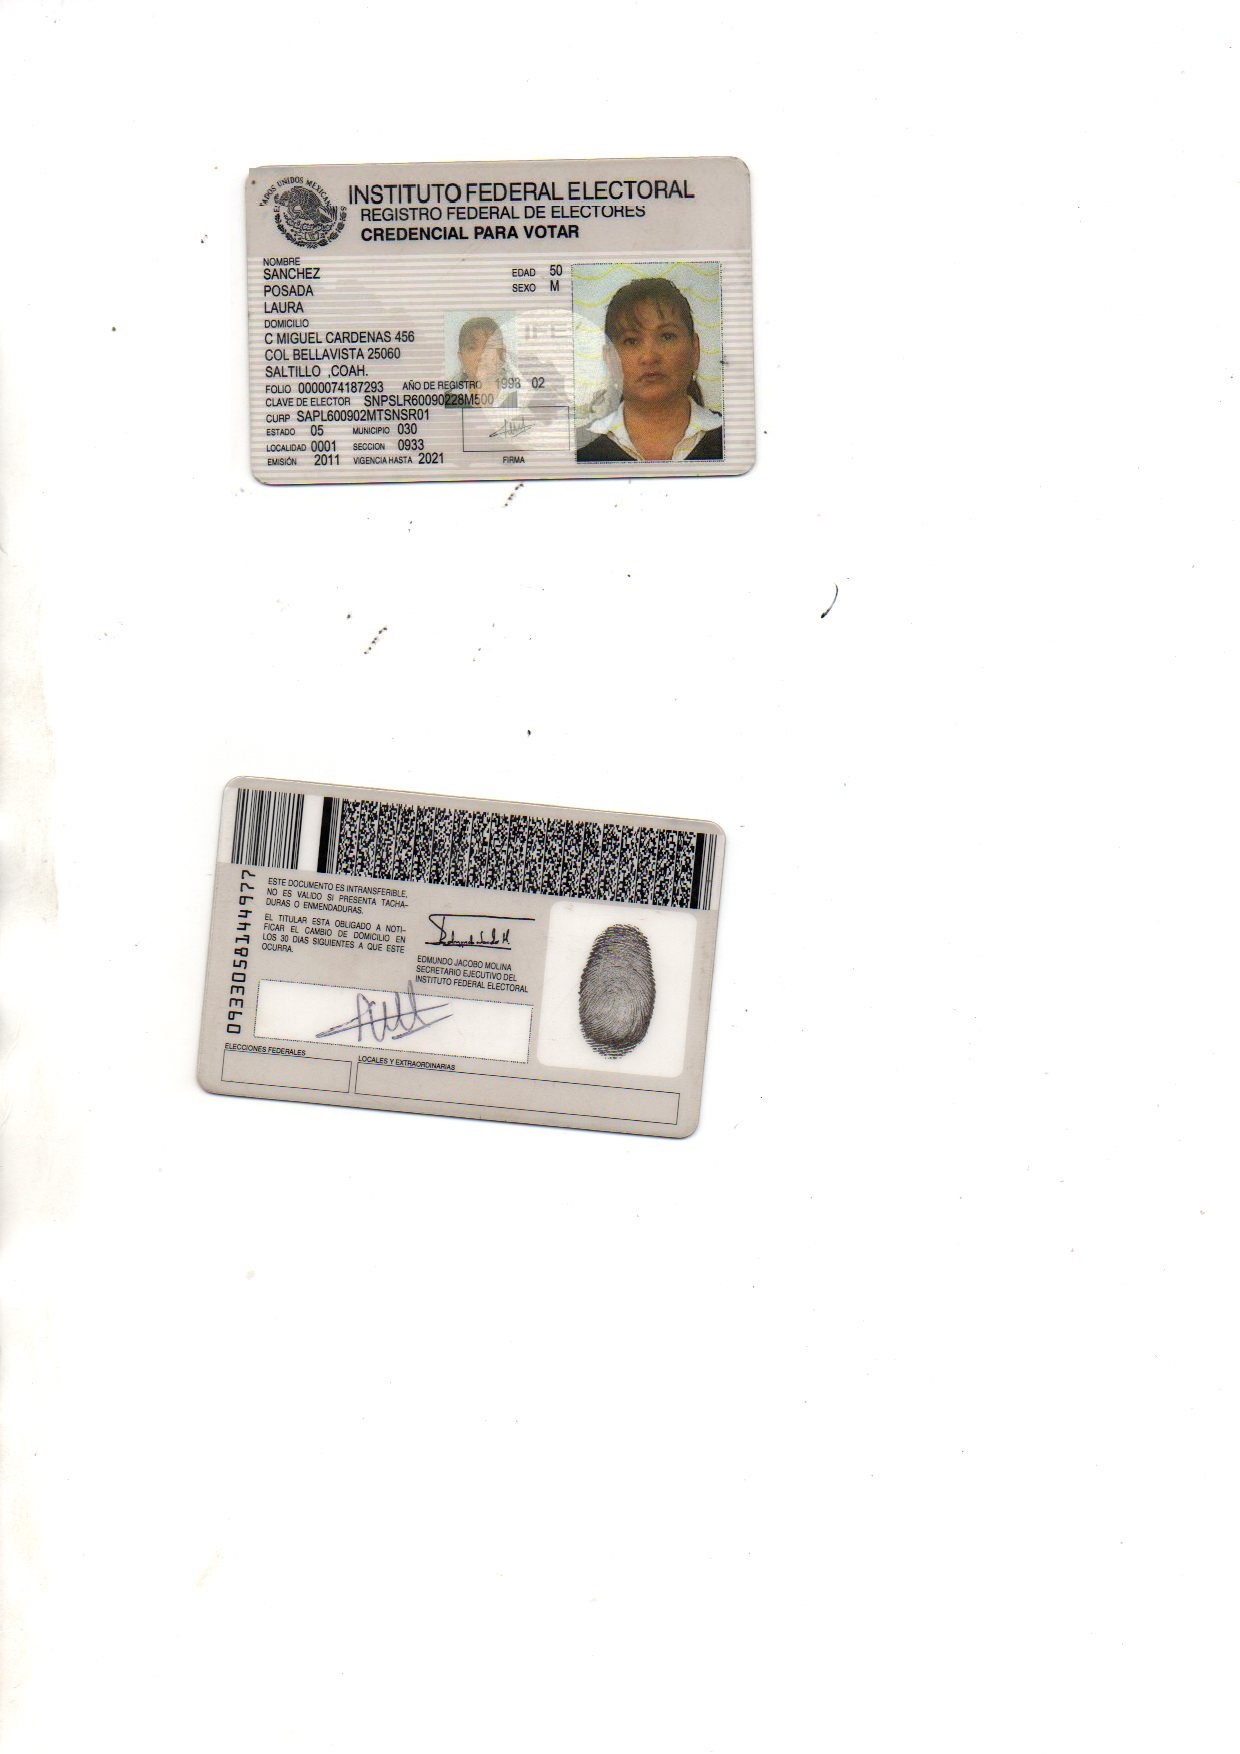 ESTADOS UNIDOS MEXICANOS
INSTITUTO FEDERAL ELECTORAL
REGISTRO FEDERAL DE ELECTORES
CREDENCIAL PARA VOTAR
NOMBRE
SANCHEZ
POSADA
LAURA
EDAD 50
SEXO M
DOMICILIO
C MIGUEL CARDENAS 456
COL BELLAVISTA 25060
SALTILLO ,COAH.
FOLIO 0000074187293 AÑO DE REGISTRO 1998 02
CLAVE DE ELECTOR SNPSLR60090228M500
CURP SAPL600902MTSNSR01
ESTADO 05 MUNICIPIO 030
LOCALIDAD 0001 SECCION 0933
EMISIÓN 2011 VIGENCIA HASTA 2021
FIRMA
IFE
0933058144977
ESTE DOCUMENTO ES INTRANSFERIBLE,
NO ES VALIDO SI PRESENTA TACHA-
DURAS O ENMENDADURAS.
EL TITULAR ESTA OBLIGADO A NOTI-
FICAR EL CAMBIO DE DOMICILIO EN
LOS 30 DIAS SIGUIENTES A QUE ESTE
OCURRA.
EDMUNDO JACOBO MOLINA
SECRETARIO EJECUTIVO DEL
INSTITUTO FEDERAL ELECTORAL
ELECCIONES FEDERALES
LOCALES Y EXTRAORDINARIAS